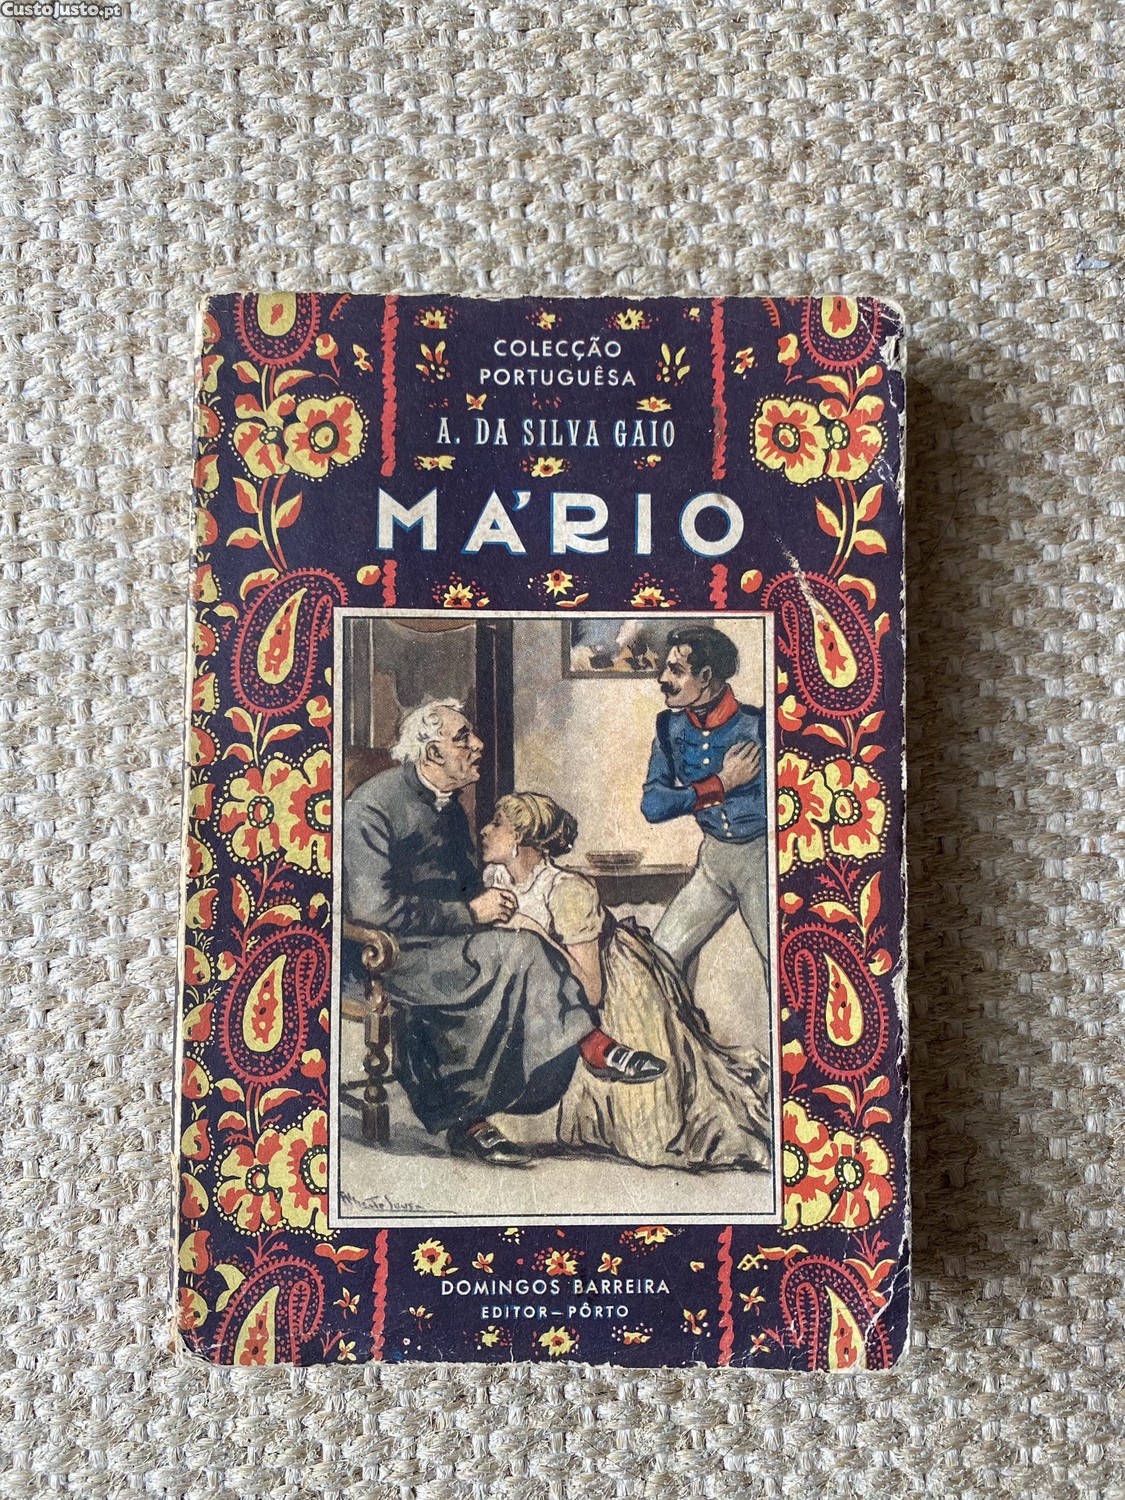 CustoJusto.pt
COLECÇÃO
PORTUGUÊSA
A. DA SILVA GAIO
MÁRIO
DOMINGOS BARREIRA
EDITOR—PÔRTO